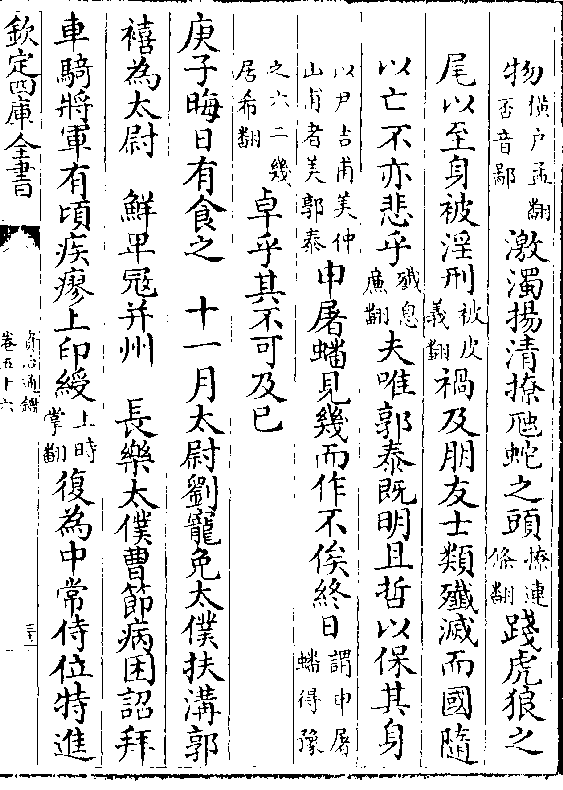 物橫户孟翻否音鄙激濁揚清撩虺蛇之頭撩連條翻踐虎狼之
尾以至身被淫刑被皮義翻禍及朋友士類殲滅而國隨
以亡不亦悲乎殲息廉翻夫唯郭泰既明且哲以保其身
以尹吉甫美仲山甫者美郭泰申屠蟠見幾而作不俟終日謂申屠蟠得豫
之六二幾居希翻卓乎其不可及已
庚子晦日有食之　十一月太尉劉寵免太僕扶溝郭
禧為太尉　鮮卑冦并州　長樂太僕曹節病困詔拜
車騎將軍有頃疾瘳上印綬上時掌翻復為中常侍位特進
欽定四庫全書
資治通鑑
卷五十六